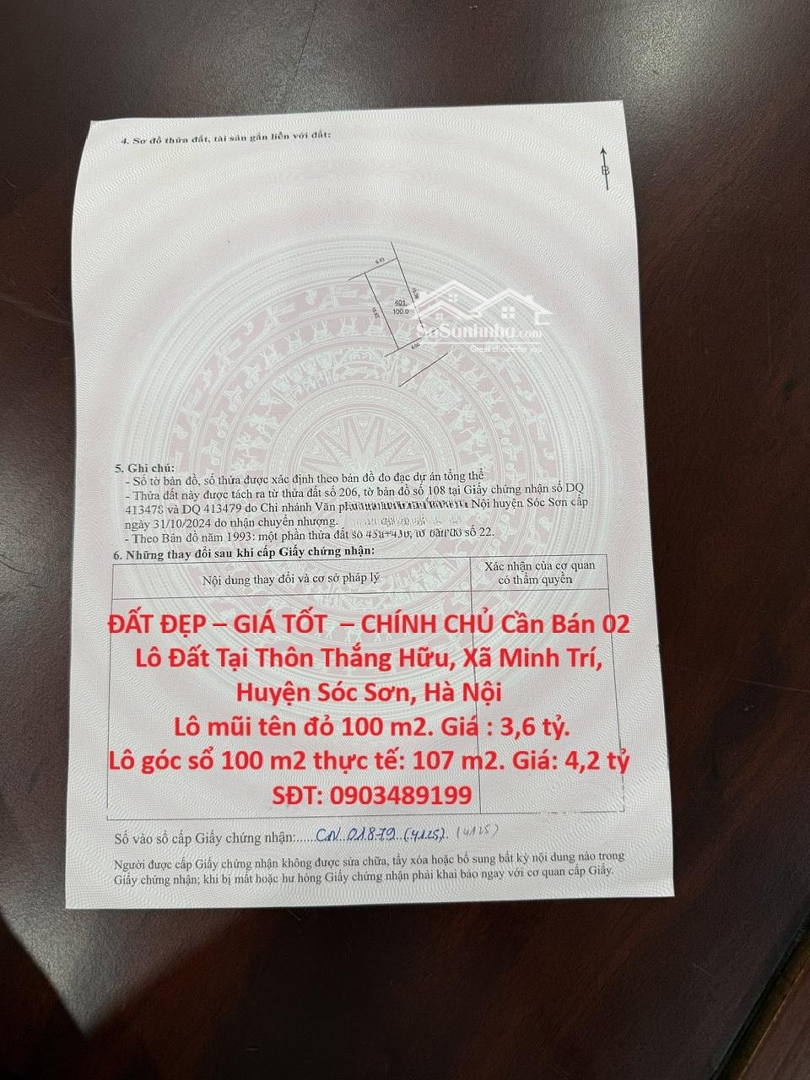 4. Sơ đồ thửa đất, tài sản gắn liền với đất:
B
601
100.0
SoSanhnha.com
Great choice for you
5. Ghi chú:
- Số tờ bản đồ, số thửa được xác định theo bản đồ đo đạc dự án tổng thể
- Thửa đất này được tách ra từ thửa đất số 206, tờ bản đồ số 108 tại Giấy chứng nhận số DQ
413478 và DQ 413479 do Chi nhánh Văn Nội huyện Sóc Sơn cấp
ngày 31/10/2024 do nhận chuyển nhượng.
- Theo Bản đồ năm 1993: một phần thửa đất số 22.
6. Những thay đổi sau khi cấp Giấy chứng nhận:
Nội dung thay đổi và cơ sở pháp lý
Xác nhận của cơ quan
có thẩm quyền
ĐẤT ĐẸP – GIÁ TỐT – CHÍNH CHỦ Cần Bán 02
Lô Đất Tại Thôn Thắng Hữu, Xã Minh Trí,
Huyện Sóc Sơn, Hà Nội
Lô mũi tên đỏ 100 m2. Giá : 3,6 tỷ.
Lô góc sổ 100 m2 thực tế: 107 m2. Giá: 4,2 tỷ
SĐT: 0903489199
Số vào sổ cấp Giấy chứng nhận:......CN 01879 (4125). (4125)
Người được cấp Giấy chứng nhận không được sửa chữa, tẩy xóa hoặc bổ sung bất kỳ nội dung nào trong
Giấy chứng nhận; khi bị mất hoặc hư hỏng Giấy chứng nhận phải khai báo ngay với cơ quan cấp Giấy.